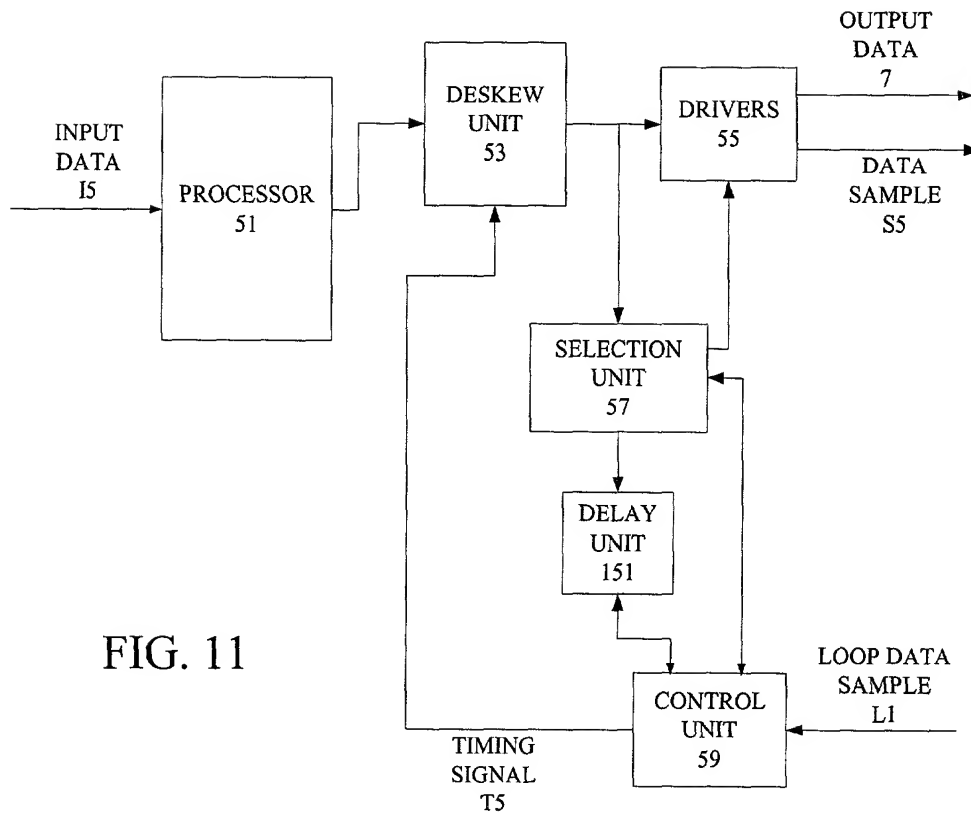 OUTPUT
DATA
7
DESKEW
UNIT
53
DRIVERS
55
INPUT
DATA
I5
PROCESSOR
51
DATA
SAMPLE
S5
SELECTION
UNIT
57
DELAY
UNIT
151
FIG. 11
LOOP DATA
SAMPLE
L1
CONTROL
UNIT
59
TIMING
SIGNAL
T5